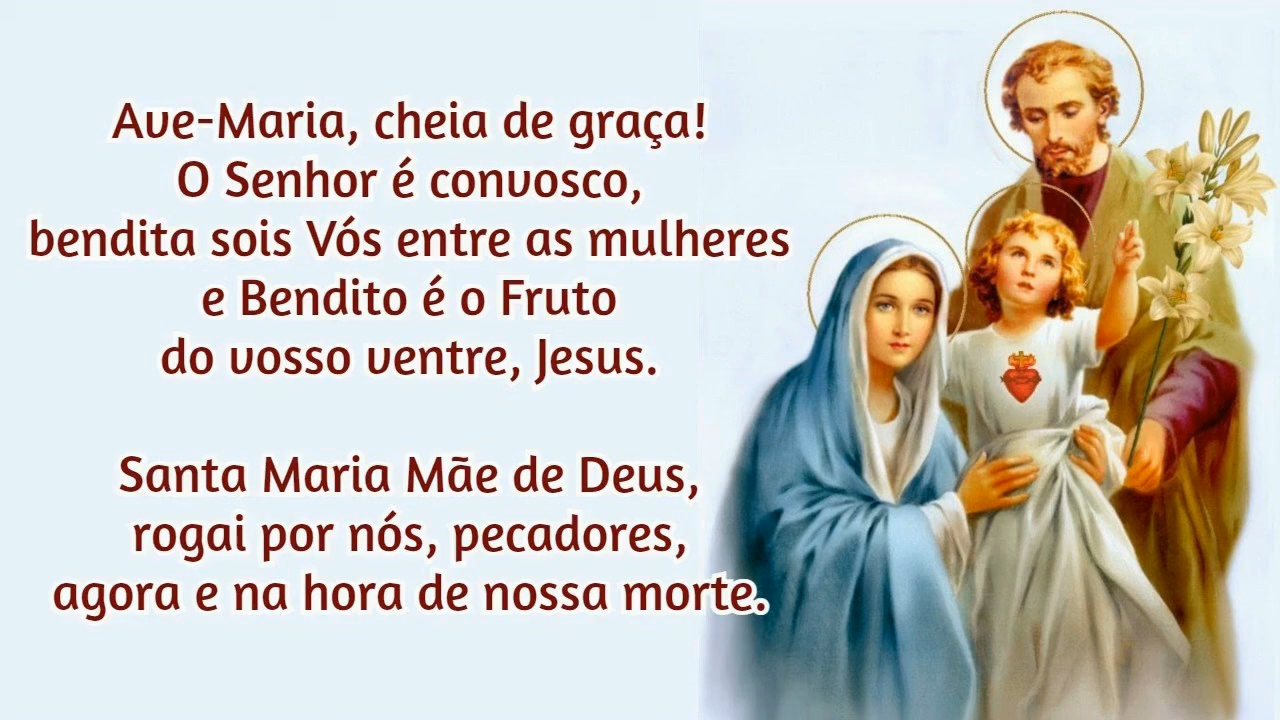 Ave-Maria, cheia de graça!
O Senhor é convosco,
bendita sois Vós entre as mulheres
e Bendito é o Fruto
do vosso ventre, Jesus.
Santa Maria Mãe de Deus,
rogai por nós, pecadores,
agora e na hora de nossa morte.